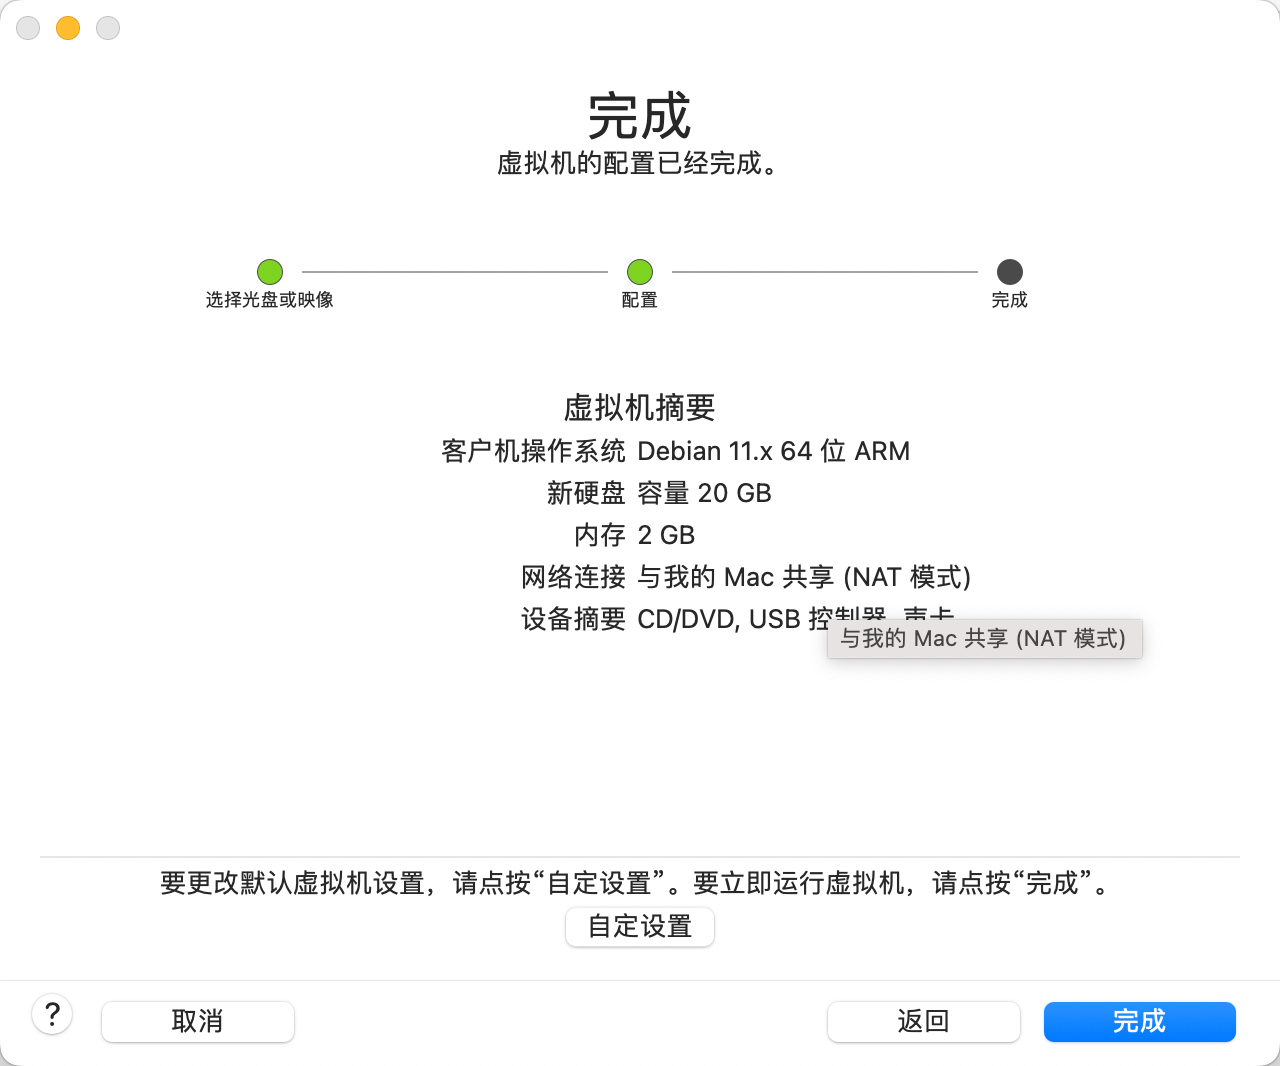 完成
虚拟机的配置已经完成。
选择光盘或映像
配置
完成
虚拟机摘要
客户机操作系统 Debian 11.x 64 位 ARM
新硬盘 容量 20 GB
内存 2 GB
网络连接 与我的 Mac 共享 (NAT 模式)
设备摘要 CD/DVD, USB 控制器, 声卡
与我的 Mac 共享 (NAT 模式)
要更改默认虚拟机设置，请点按“自定设置”。要立即运行虚拟机，请点按“完成”。
自定设置
?
取消
返回
完成